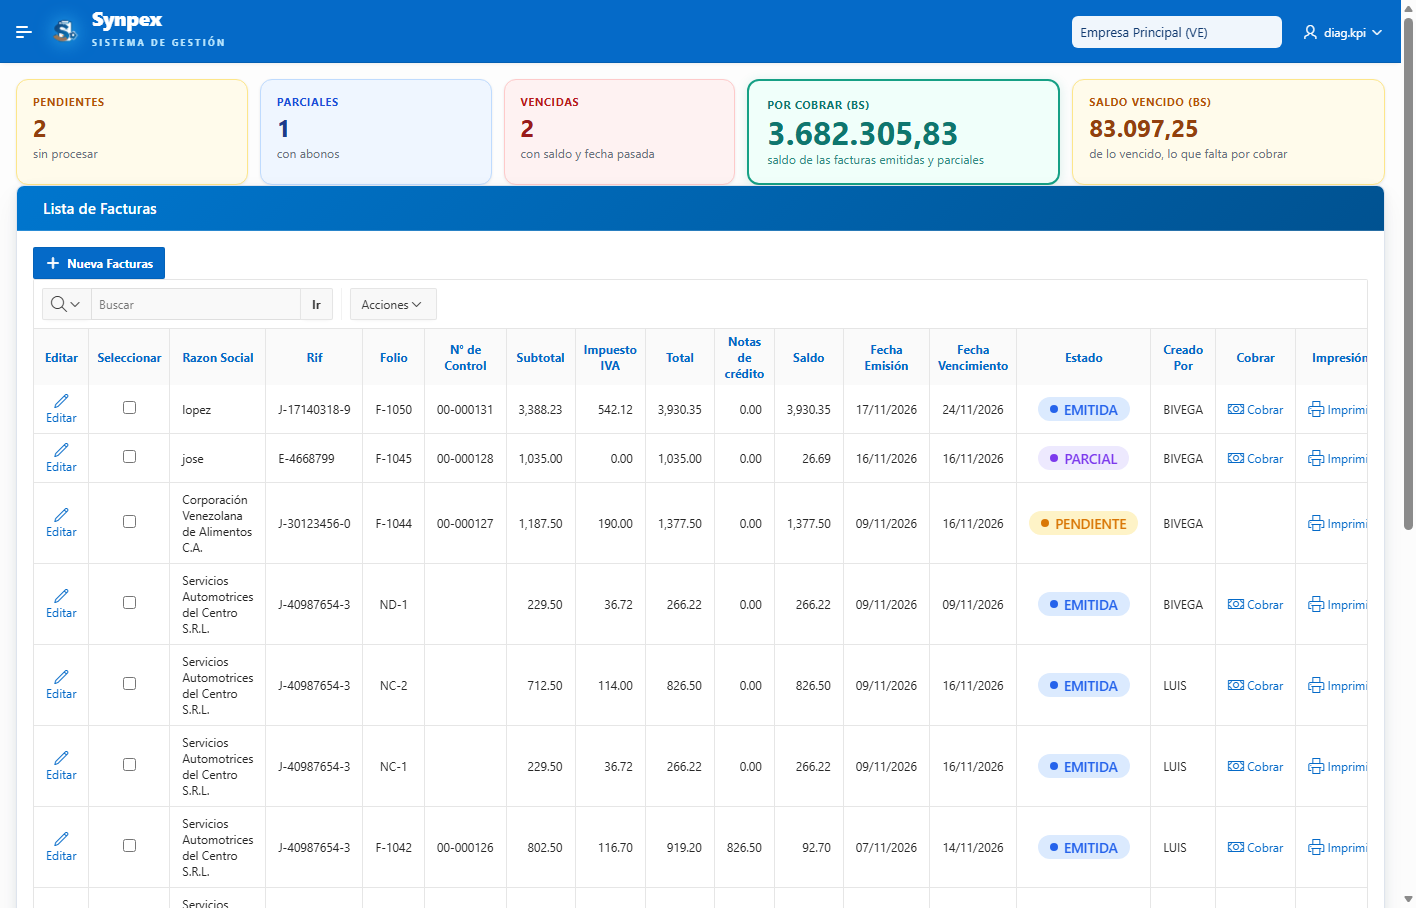 Synpex
SISTEMA DE GESTIÓN
Empresa Principal (VE)
diag.kpi
PENDIENTES
2
sin procesar
PARCIALES
1
con abonos
VENCIDAS
2
con saldo y fecha pasada
POR COBRAR (BS)
3.682.305,83
saldo de las facturas emitidas y parciales
SALDO VENCIDO (BS)
83.097,25
de lo vencido, lo que falta por cobrar
Lista de Facturas
+ Nueva Facturas
Buscar
Ir
Acciones
Editar Seleccionar Razon Social Rif Folio N° de Control Subtotal Impuesto IVA Total Notas de crédito Saldo Fecha Emisión Fecha Vencimiento Estado Creado Por Cobrar Impresión
Editar lopez J-17140318-9 F-1050 00-000131 3,388.23 542.12 3,930.35 0.00 3,930.35 17/11/2026 24/11/2026 EMITIDA BIVEGA Cobrar Imprimi
Editar jose E-4668799 F-1045 00-000128 1,035.00 0.00 1,035.00 0.00 26.69 16/11/2026 16/11/2026 PARCIAL BIVEGA Cobrar Imprimi
Editar Corporación Venezolana de Alimentos C.A. J-30123456-0 F-1044 00-000127 1,187.50 190.00 1,377.50 0.00 1,377.50 09/11/2026 16/11/2026 PENDIENTE BIVEGA Imprimi
Editar Servicios Automotrices del Centro S.R.L. J-40987654-3 ND-1 229.50 36.72 266.22 0.00 266.22 09/11/2026 09/11/2026 EMITIDA BIVEGA Cobrar Imprimi
Editar Servicios Automotrices del Centro S.R.L. J-40987654-3 NC-2 712.50 114.00 826.50 0.00 826.50 09/11/2026 16/11/2026 EMITIDA LUIS Cobrar Imprimi
Editar Servicios Automotrices del Centro S.R.L. J-40987654-3 NC-1 229.50 36.72 266.22 0.00 266.22 09/11/2026 16/11/2026 EMITIDA LUIS Cobrar Imprimi
Editar Servicios Automotrices del Centro S.R.L. J-40987654-3 F-1042 00-000126 802.50 116.70 919.20 826.50 92.70 07/11/2026 14/11/2026 EMITIDA LUIS Cobrar Imprimi
Servicios